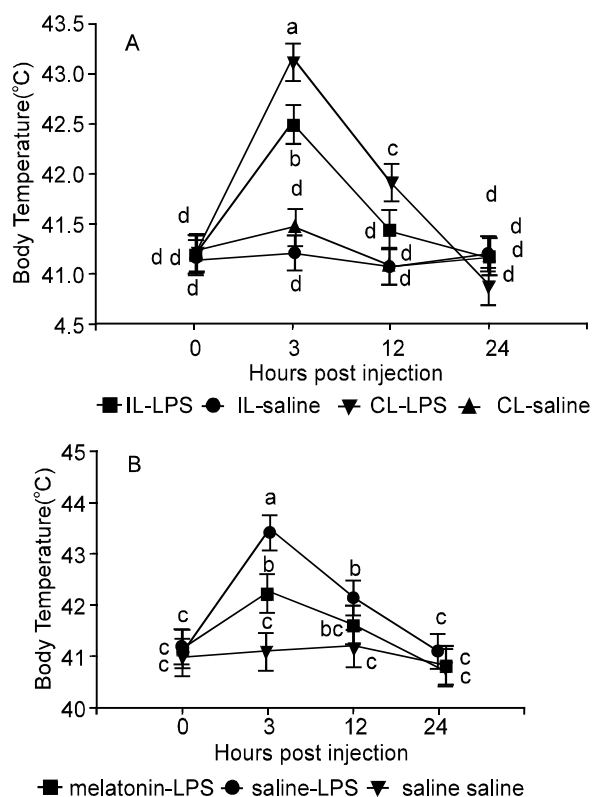 43.5
A
a
43.0
42.5
b
42.0
c
d
d
d
41.5
d
d
d
d
d
d
41.0
d
d
d
d
d
4.5
Body Temperature(°C)
0 3 12 24
Hours post injection
IL-LPS IL-saline CL-LPS CL-saline
45
B
44
a
43
b
b
42
c
c
c
bc
41
c
c
c
c
c
40
Body Temperature(°C)
0 3 12 24
Hours post injection
melatonin-LPS saline-LPS saline saline